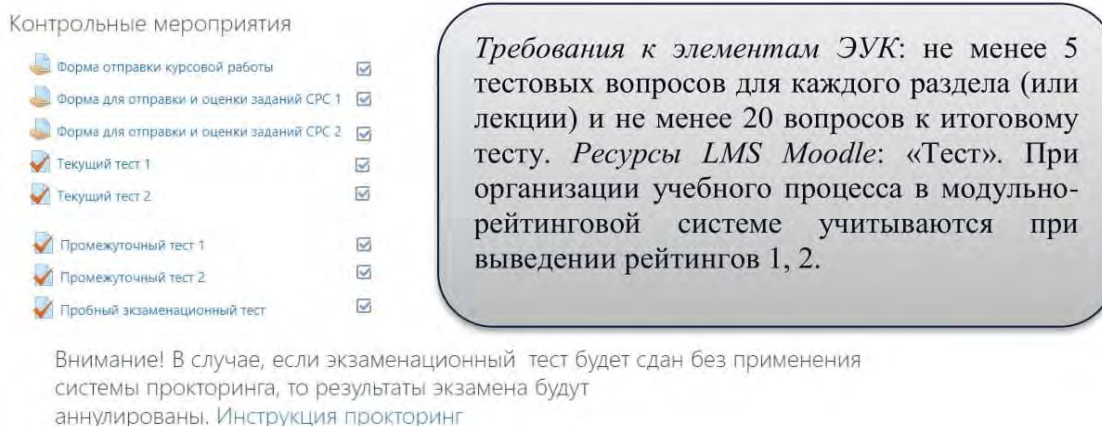 Контрольные мероприятия
Форма отправки курсовой работы
Форма для отправки и оценки заданий СРС 1
Форма для отправки и оценки заданий СРС 2
Текущий тест 1
Текущий тест 2
Промежуточный тест 1
Промежуточный тест 2
Пробный экзаменационный тест
Требования к элементам ЭУК: не менее 5
тестовых вопросов для каждого раздела (или
лекции) и не менее 20 вопросов к итоговому
тесту. Ресурсы LMS Moodle: «Тест». При
организации учебного процесса в модульно-
рейтинговой системе учитываются при
выведении рейтингов 1, 2.
Внимание! В случае, если экзаменационный тест будет сдан без применения
системы прокторинга, то результаты экзамена будут
аннулированы. Инструкция прокторинг